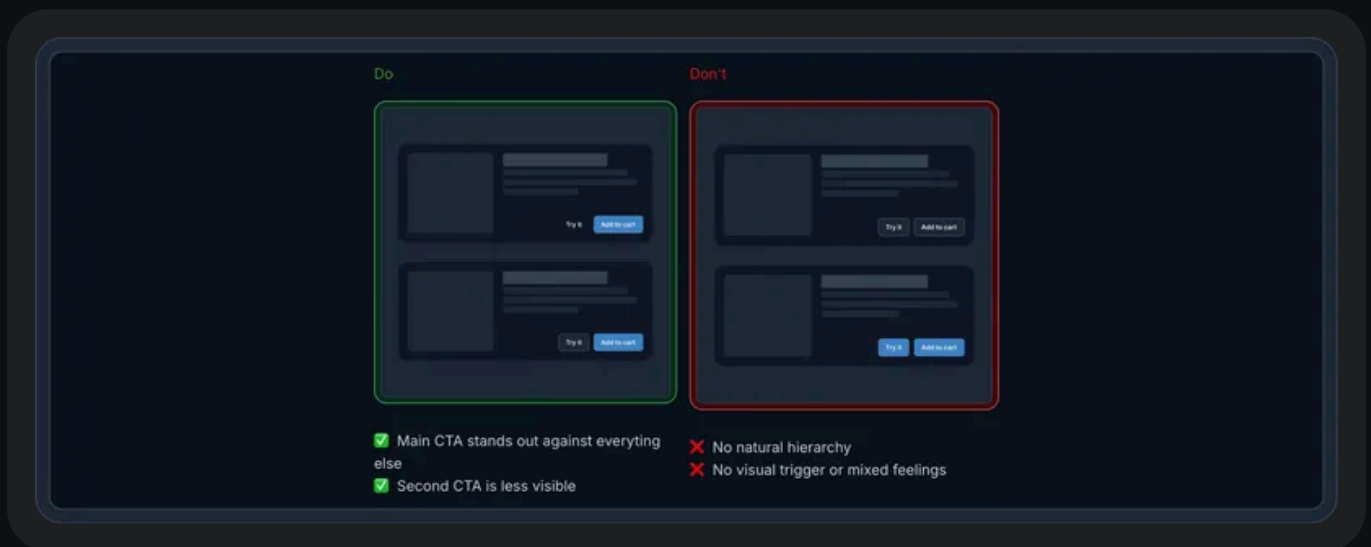 Do
Don't
Try it Add to cart
Try it Add to cart
Try it Add to cart
Try it Add to cart
✅ Main CTA stands out against everyting
else
✅ Second CTA is less visible
❌ No natural hierarchy
❌ No visual trigger or mixed feelings